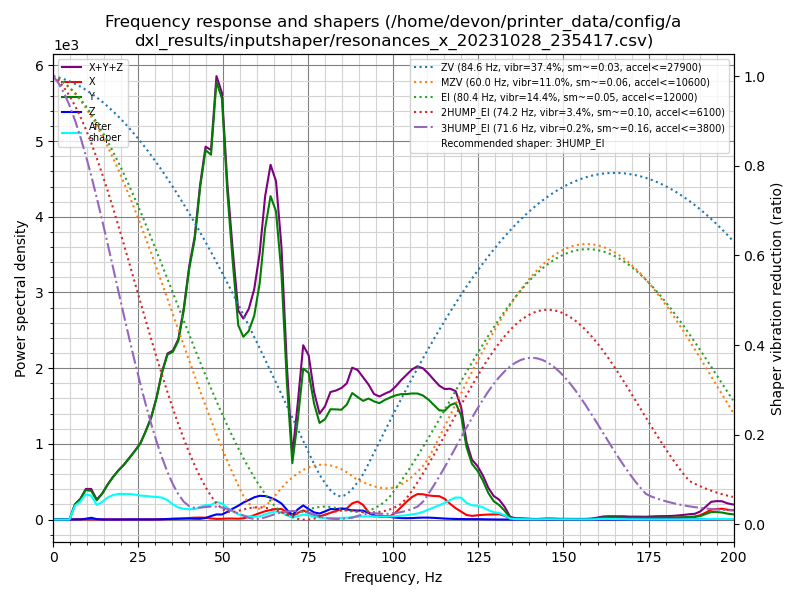 Frequency response and shapers (/home/devon/printer_data/config/a
dxl_results/inputshaper/resonances_x_20231028_235417.csv)
1e3
X+Y+Z
X
Y
Z
After
shaper
ZV (84.6 Hz, vibr=37.4%, sm~=0.03, accel<=27900)
MZV (60.0 Hz, vibr=11.0%, sm~=0.06, accel<=10600)
EI (80.4 Hz, vibr=14.4%, sm~=0.05, accel<=12000)
2HUMP_EI (74.2 Hz, vibr=3.4%, sm~=0.10, accel<=6100)
3HUMP_EI (71.6 Hz, vibr=0.2%, sm~=0.16, accel<=3800)
Recommended shaper: 3HUMP_EI
Power spectral density
6
5
4
3
2
1
0
1.0
0.8
0.6
0.4
0.2
0.0
Shaper vibration reduction (ratio)
0 25 50 75 100 125 150 175 200
Frequency, Hz